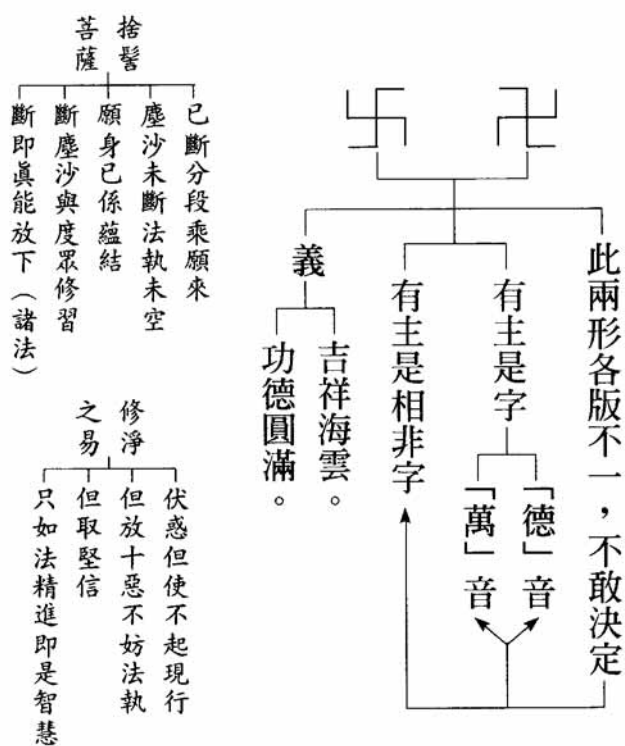 卍 卐
此兩形各版不一，不敢決定
有主是字
「德」音
「萬」音
有主是相非字
義
吉祥海雲。
功德圓滿。
捨髻
菩薩
已斷分段乘願來
塵沙未斷法執未空
願身已係蘊結
斷塵沙與度眾修習
斷即眞能放下（諸法）
修淨
之易
伏惑但使不起現行
但放十惡不妨法執
但取堅信
只如法精進即是智慧